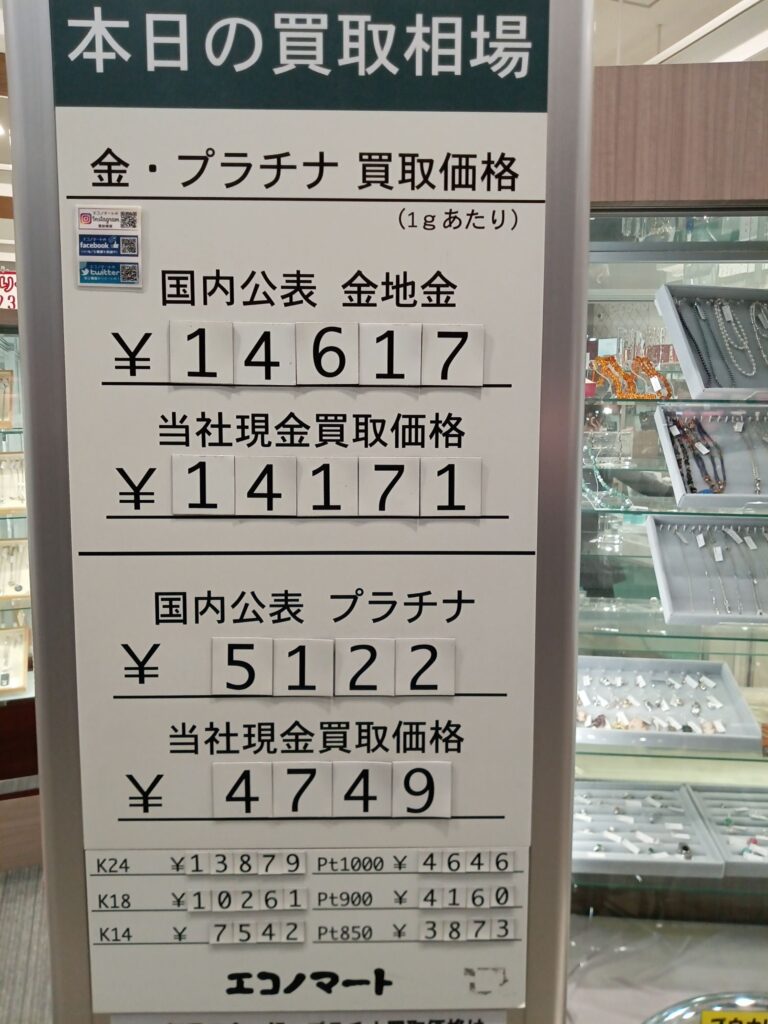 本日の買取相場
金・プラチナ 買取価格
(1gあたり)
Instagram
facebook
twitter
国内公表 金地金
¥14617
当社現金買取価格
¥14171
国内公表 プラチナ
¥5122
当社現金買取価格
¥4749
K24 ¥13879 Pt1000 ¥4646
K18 ¥10261 Pt900 ¥4160
K14 ¥7542 Pt850 ¥3873
エコノマート